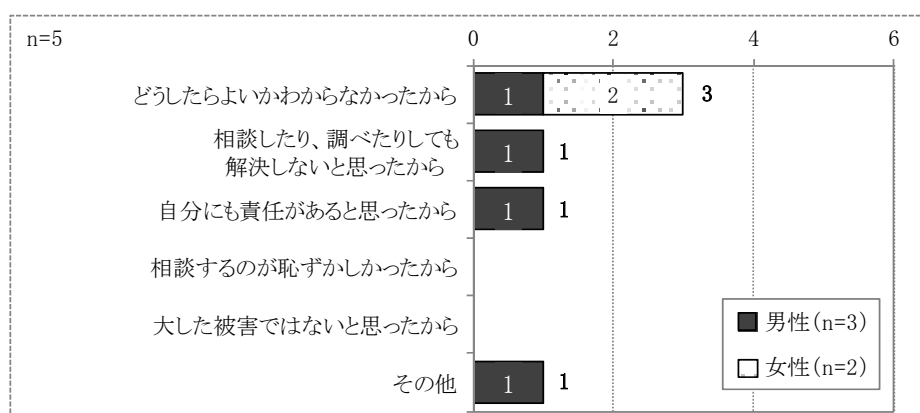 n=5
0 2 4 6
どうしたらよいかわからなかったから 1 2 3
相談したり、調べたりしても
解決しないと思ったから 1 1
自分にも責任があると思ったから 1 1
相談するのが恥ずかしかったから
大した被害ではないと思ったから
その他 1 1
男性(n=3)
女性(n=2)